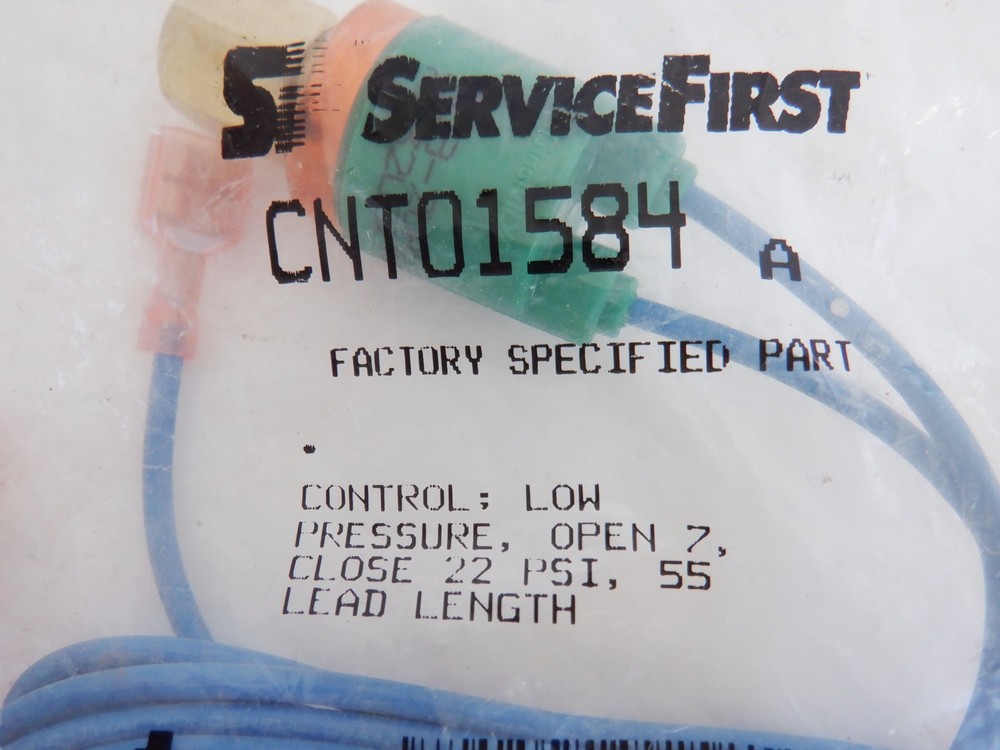 SERVICEFIRST
CNT01584 A
FACTORY SPECIFIED PART
CONTROL; LOW
PRESSURE, OPEN 7,
CLOSE 22 PSI, 55
LEAD LENGTH